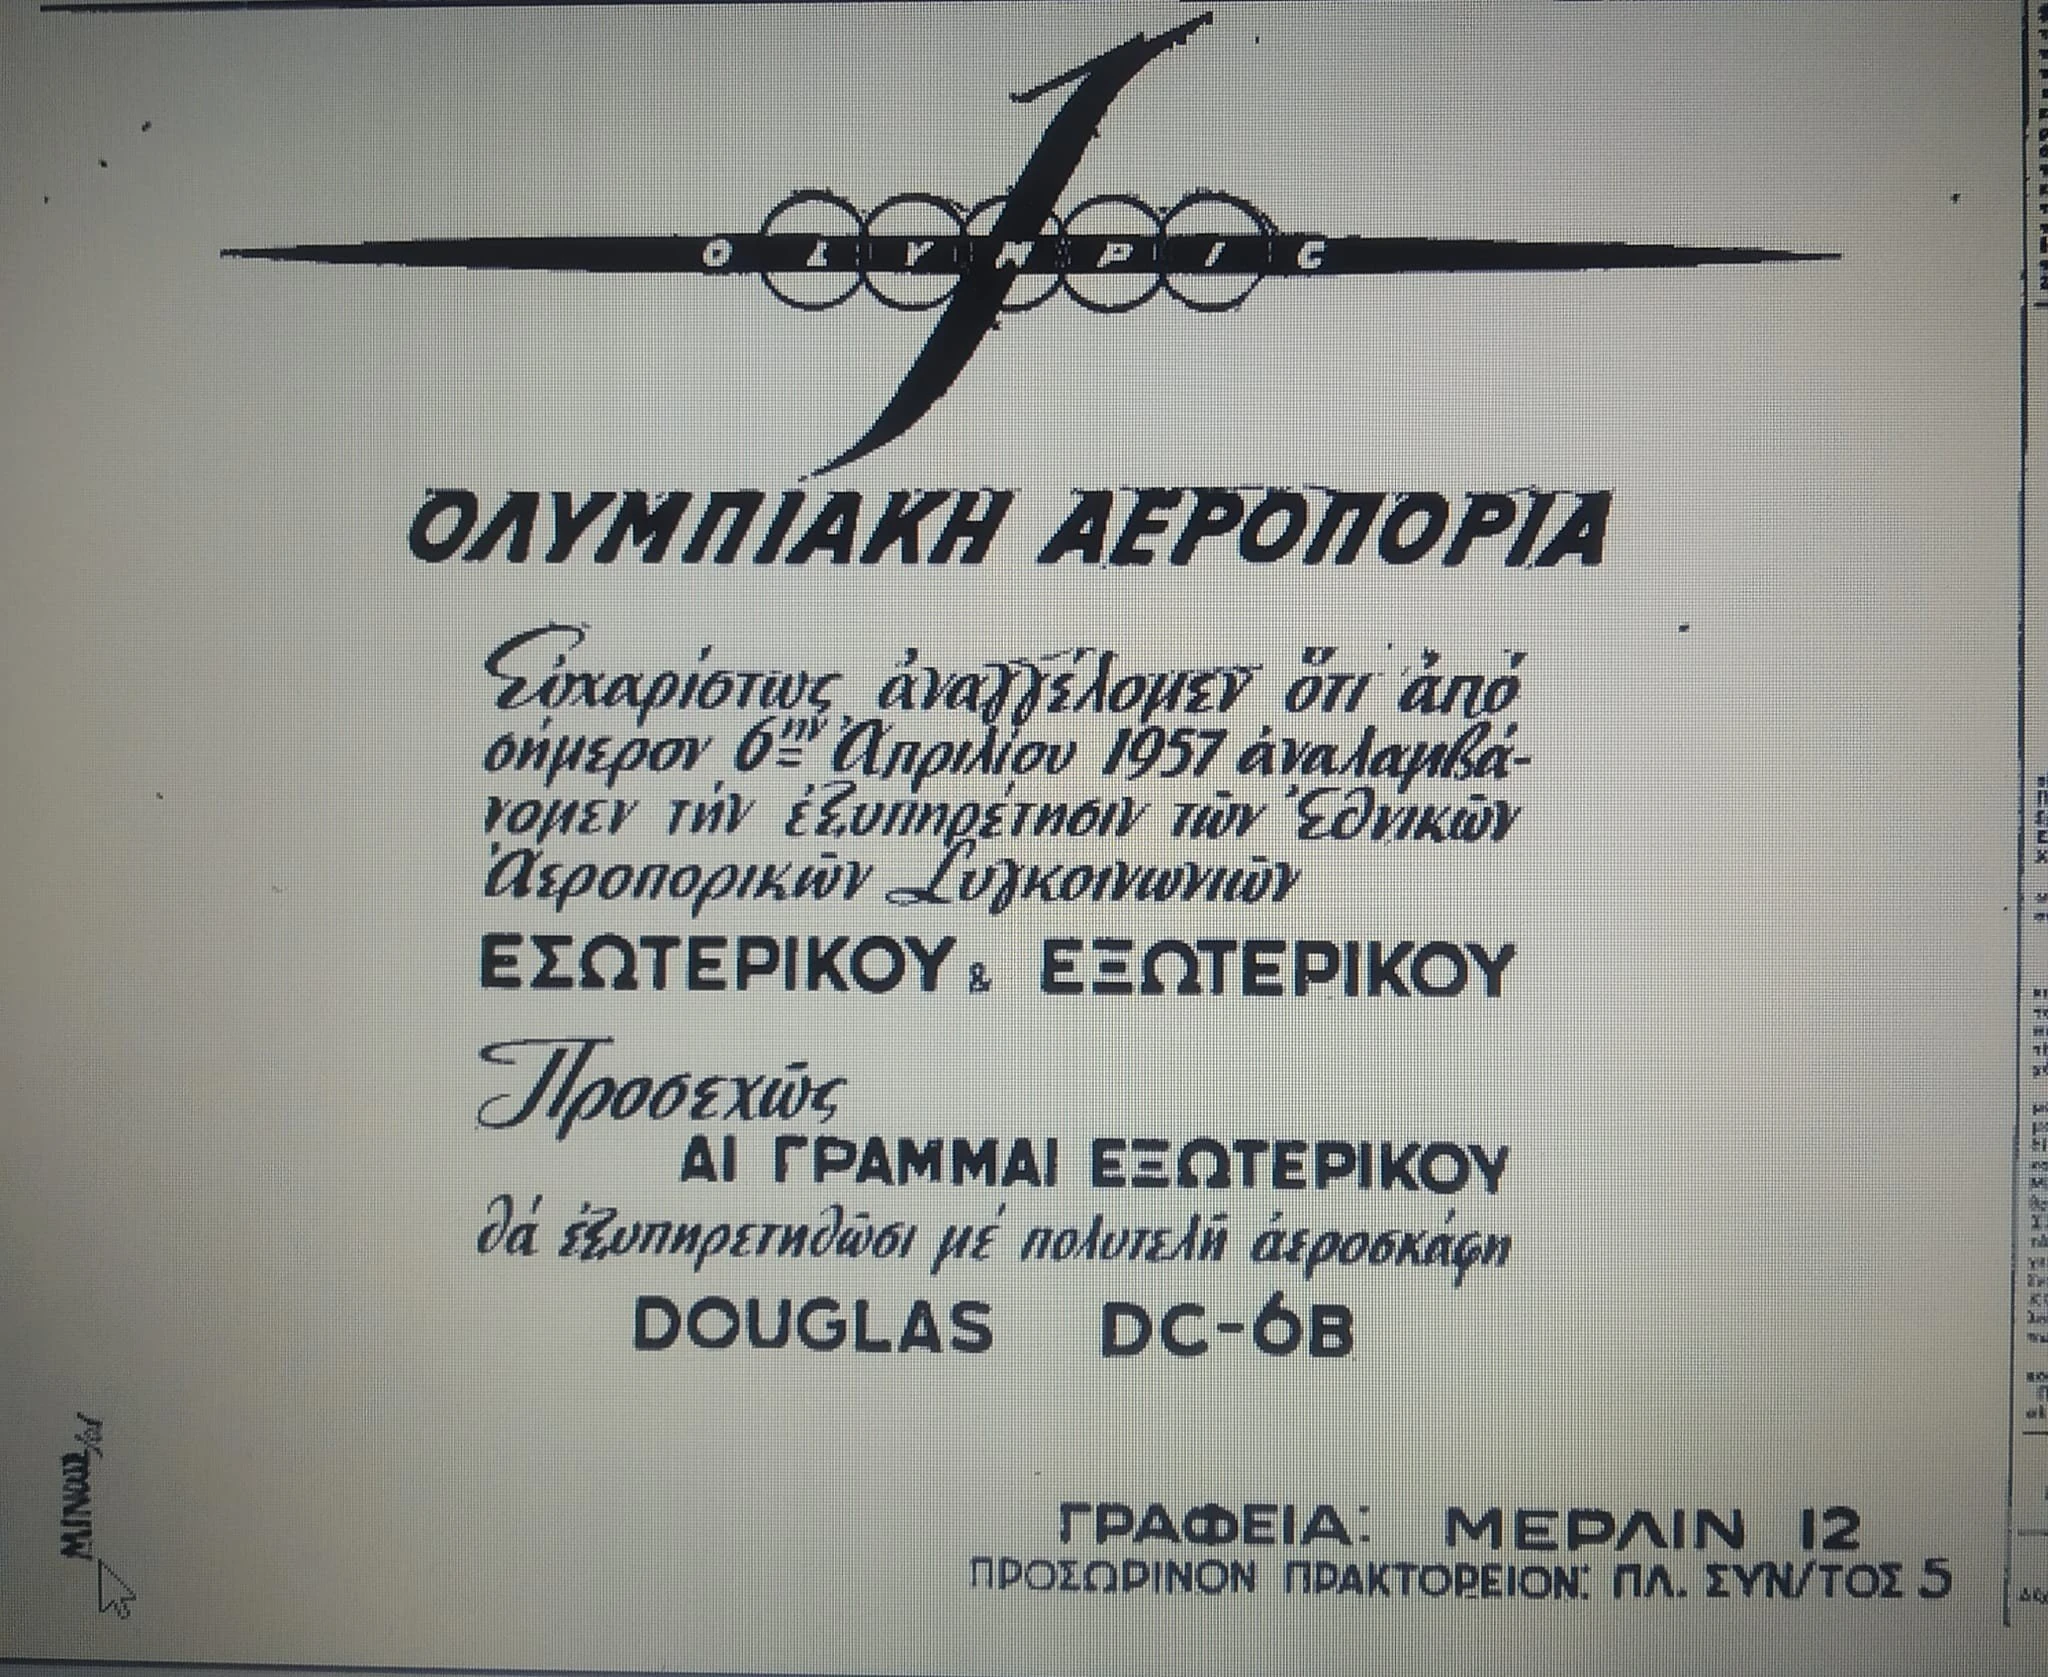 OLYMPIC
ΟΛΥΜΠΙΑΚΗ ΑΕΡΟΠΟΡΙΑ
Εὐχαρίστως ἀναγγέλομεν ὅτι ἀπό
σήμερον 6ην Ἀπριλίου 1957 ἀναλαμβά-
νομεν τήν ἐξυπηρέτησιν τῶν Ἐθνικῶν
Ἀεροπορικῶν Συγκοινωνιῶν
ΕΣΩΤΕΡΙΚΟΥ & ΕΞΩΤΕΡΙΚΟΥ
Προσεχῶς
ΑΙ ΓΡΑΜΜΑΙ ΕΞΩΤΕΡΙΚΟΥ
θά ἐξυπηρετηθῶσι μέ πολυτελῆ ἀεροσκάφη
DOUGLAS DC-6B
ΓΡΑΦΕΙΑ: ΜΕΡΛΙΝ 12
ΠΡΟΣΩΡΙΝΟΝ ΠΡΑΚΤΟΡΕΙΟΝ: ΠΛ. ΣΥΝ/ΤΟΣ 5